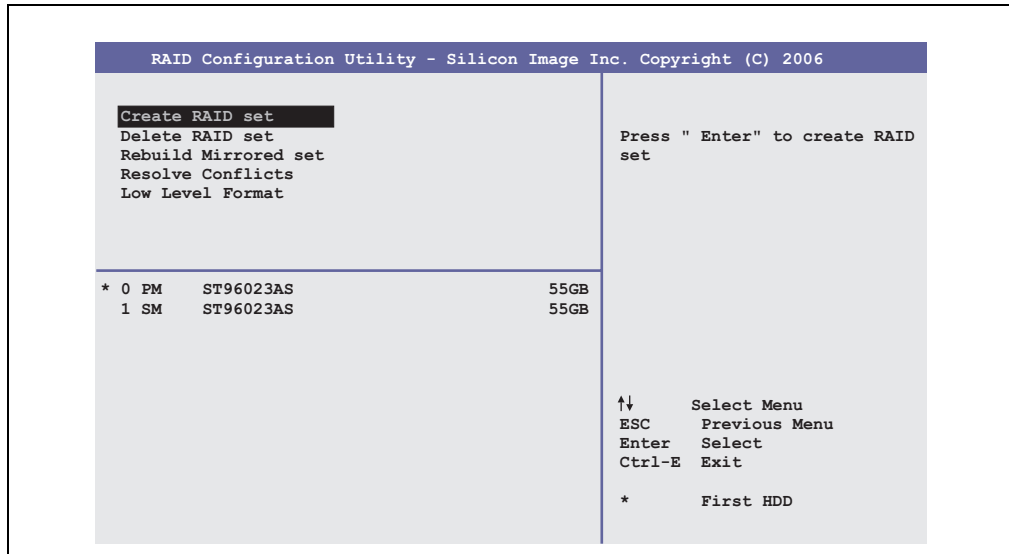 RAID Configuration Utility - Silicon Image Inc. Copyright (C) 2006
Create RAID set
Delete RAID set
Rebuild Mirrored set
Resolve Conflicts
Low Level Format
Press " Enter" to create RAID
set
* 0 PM ST96023AS 55GB
1 SM ST96023AS 55GB
↑↓ Select Menu
ESC Previous Menu
Enter Select
Ctrl-E Exit
* First HDD